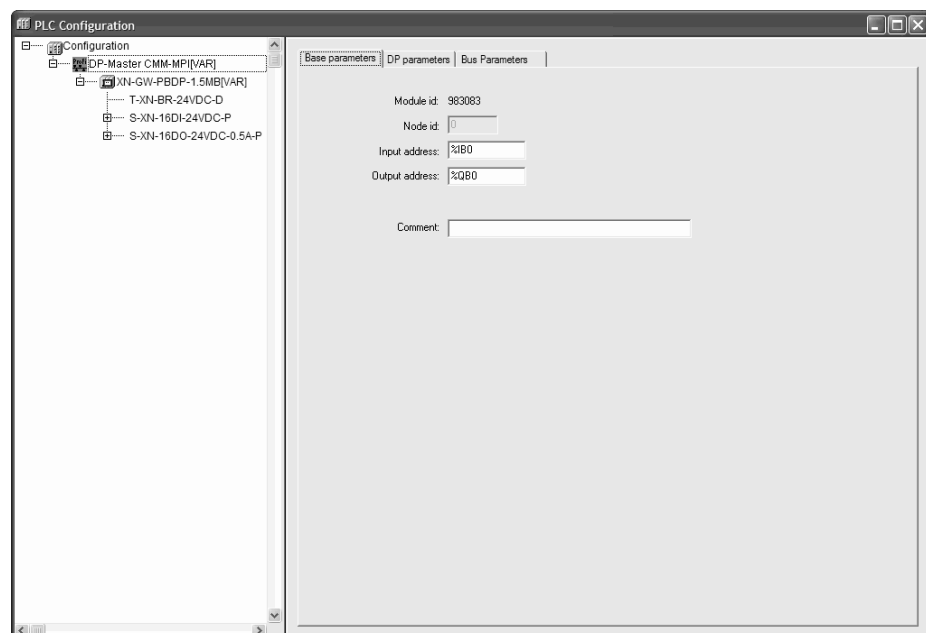 PLC Configuration
Configuration
DP-Master CMM-MPI[VAR]
XN-GW-PBDP-1.5MB[VAR]
T-XN-BR-24VDC-D
S-XN-16DI-24VDC-P
S-XN-16DO-24VDC-0.5A-P
Base parameters DP parameters Bus Parameters
Module id: 983083
Node id: 0
Input address: %IB0
Output address: %QB0
Comment: